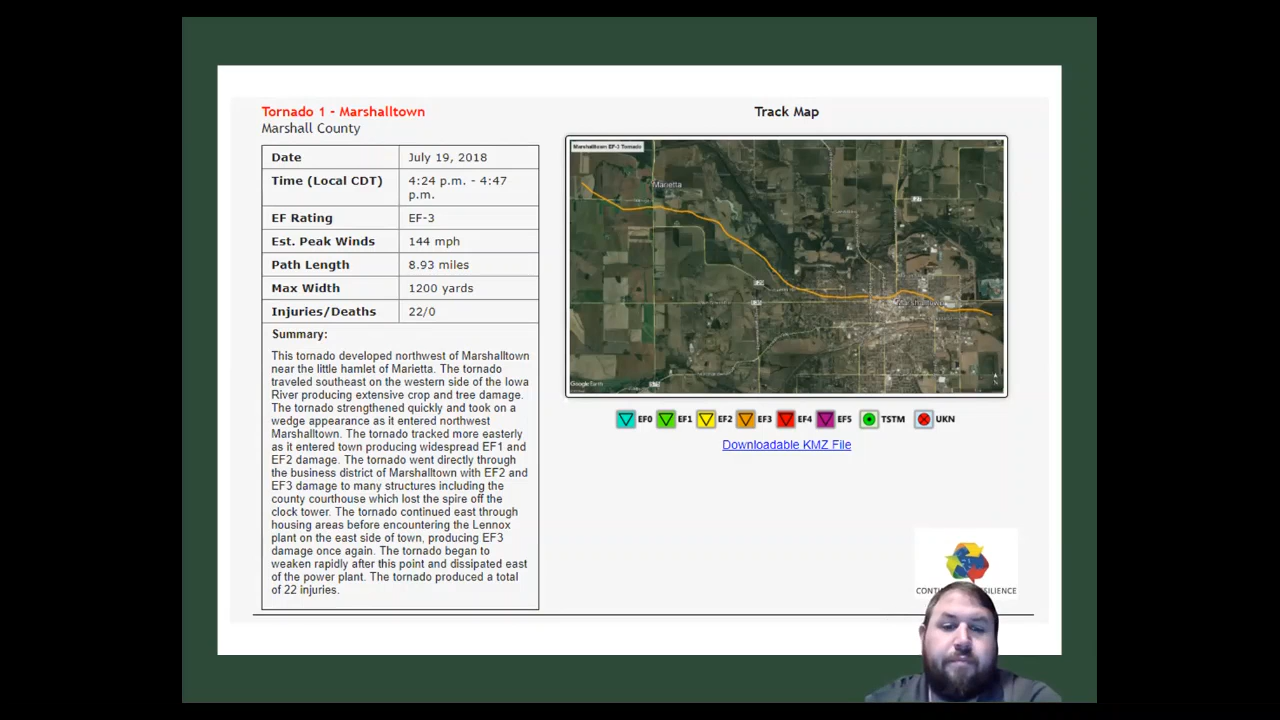 Tornado 1 - Marshalltown
Marshall County
Date July 19, 2018
Time (Local CDT) 4:24 p.m. - 4:47
p.m.
EF Rating EF-3
Est. Peak Winds 144 mph
Path Length 8.93 miles
Max Width 1200 yards
Injuries/Deaths 22/0
Summary:
This tornado developed northwest of Marshalltown
near the little hamlet of Marietta. The tornado
traveled southeast on the western side of the Iowa
River producing extensive crop and tree damage.
The tornado strengthened quickly and took on a
wedge appearance as it entered northwest
Marshalltown. The tornado tracked more easterly
as it entered town producing widespread EF1 and
EF2 damage. The tornado went directly through
the business district of Marshalltown with EF2 and
EF3 damage to many structures including the
county courthouse which lost the spire off the
clock tower. The tornado continued east through
housing areas before encountering the Lennox
plant on the east side of town, producing EF3
damage once again. The tornado began to
weaken rapidly after this point and dissipated east
of the power plant. The tornado produced a total
of 22 injuries.
Track Map
Marshalltown EF-3 Tornado
Marietta
Marshalltown
Google Earth
N
EF0 EF1 EF2 EF3 EF4 EF5 TSTM UKN
Downloadable KMZ File